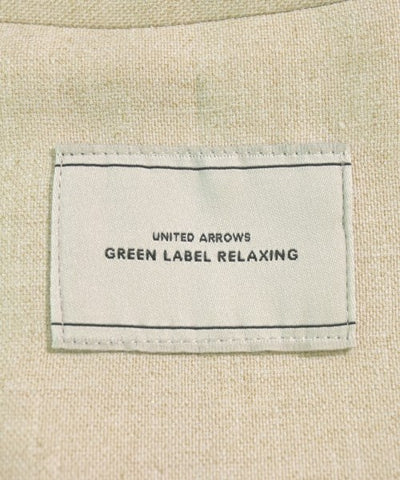 UNITED ARROWS
GREEN LABEL RELAXING